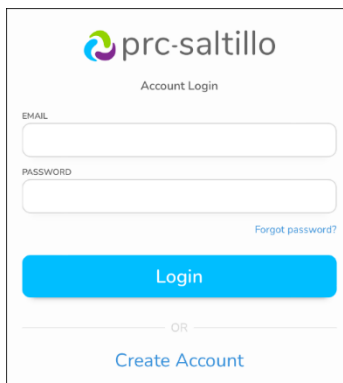 prc-saltillo
Account Login
EMAIL
PASSWORD
Forgot password?
Login
OR
Create Account